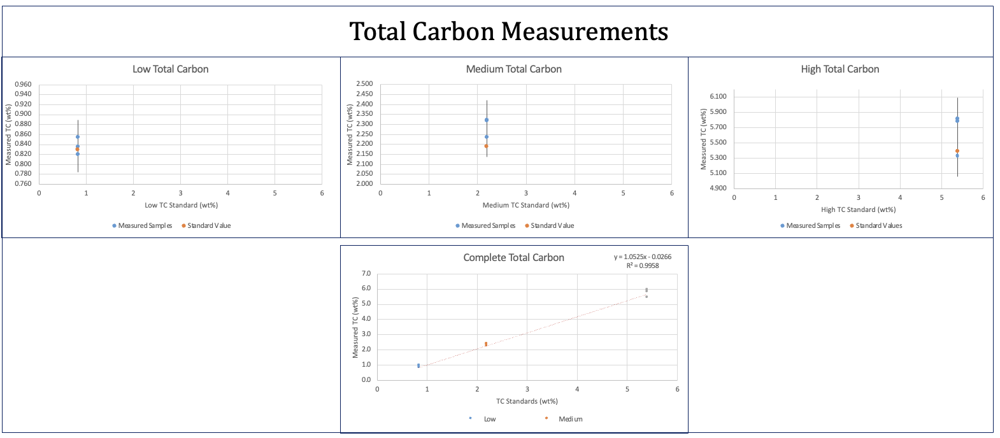 Total Carbon Measurements
Low Total Carbon
0.960
0.940
0.920
0.900
0.880
0.860
0.840
0.820
0.800
0.780
0.760
Measured TC (wt%)
0 1 2 3 4 5 6
Low TC Standard (wt%)
Measured Samples Standard Value
Medium Total Carbon
2.500
2.450
2.400
2.350
2.300
2.250
2.200
2.150
2.100
2.050
2.000
Measured TC (wt%)
0 1 2 3 4 5 6
Medium TC Standard (wt%)
Measured Samples Standard Value
High Total Carbon
6.100
5.900
5.700
5.500
5.300
5.100
4.900
Measured TC (wt%)
0 1 2 3 4 5 6
High TC Standard (wt%)
Measured Samples Standard Values
Complete Total Carbon
y = 1.0525x - 0.0266
R² = 0.9958
7.0
6.0
5.0
4.0
3.0
2.0
1.0
0.0
Measured TC (wt%)
0 1 2 3 4 5 6
TC Standards (wt%)
Low Medium